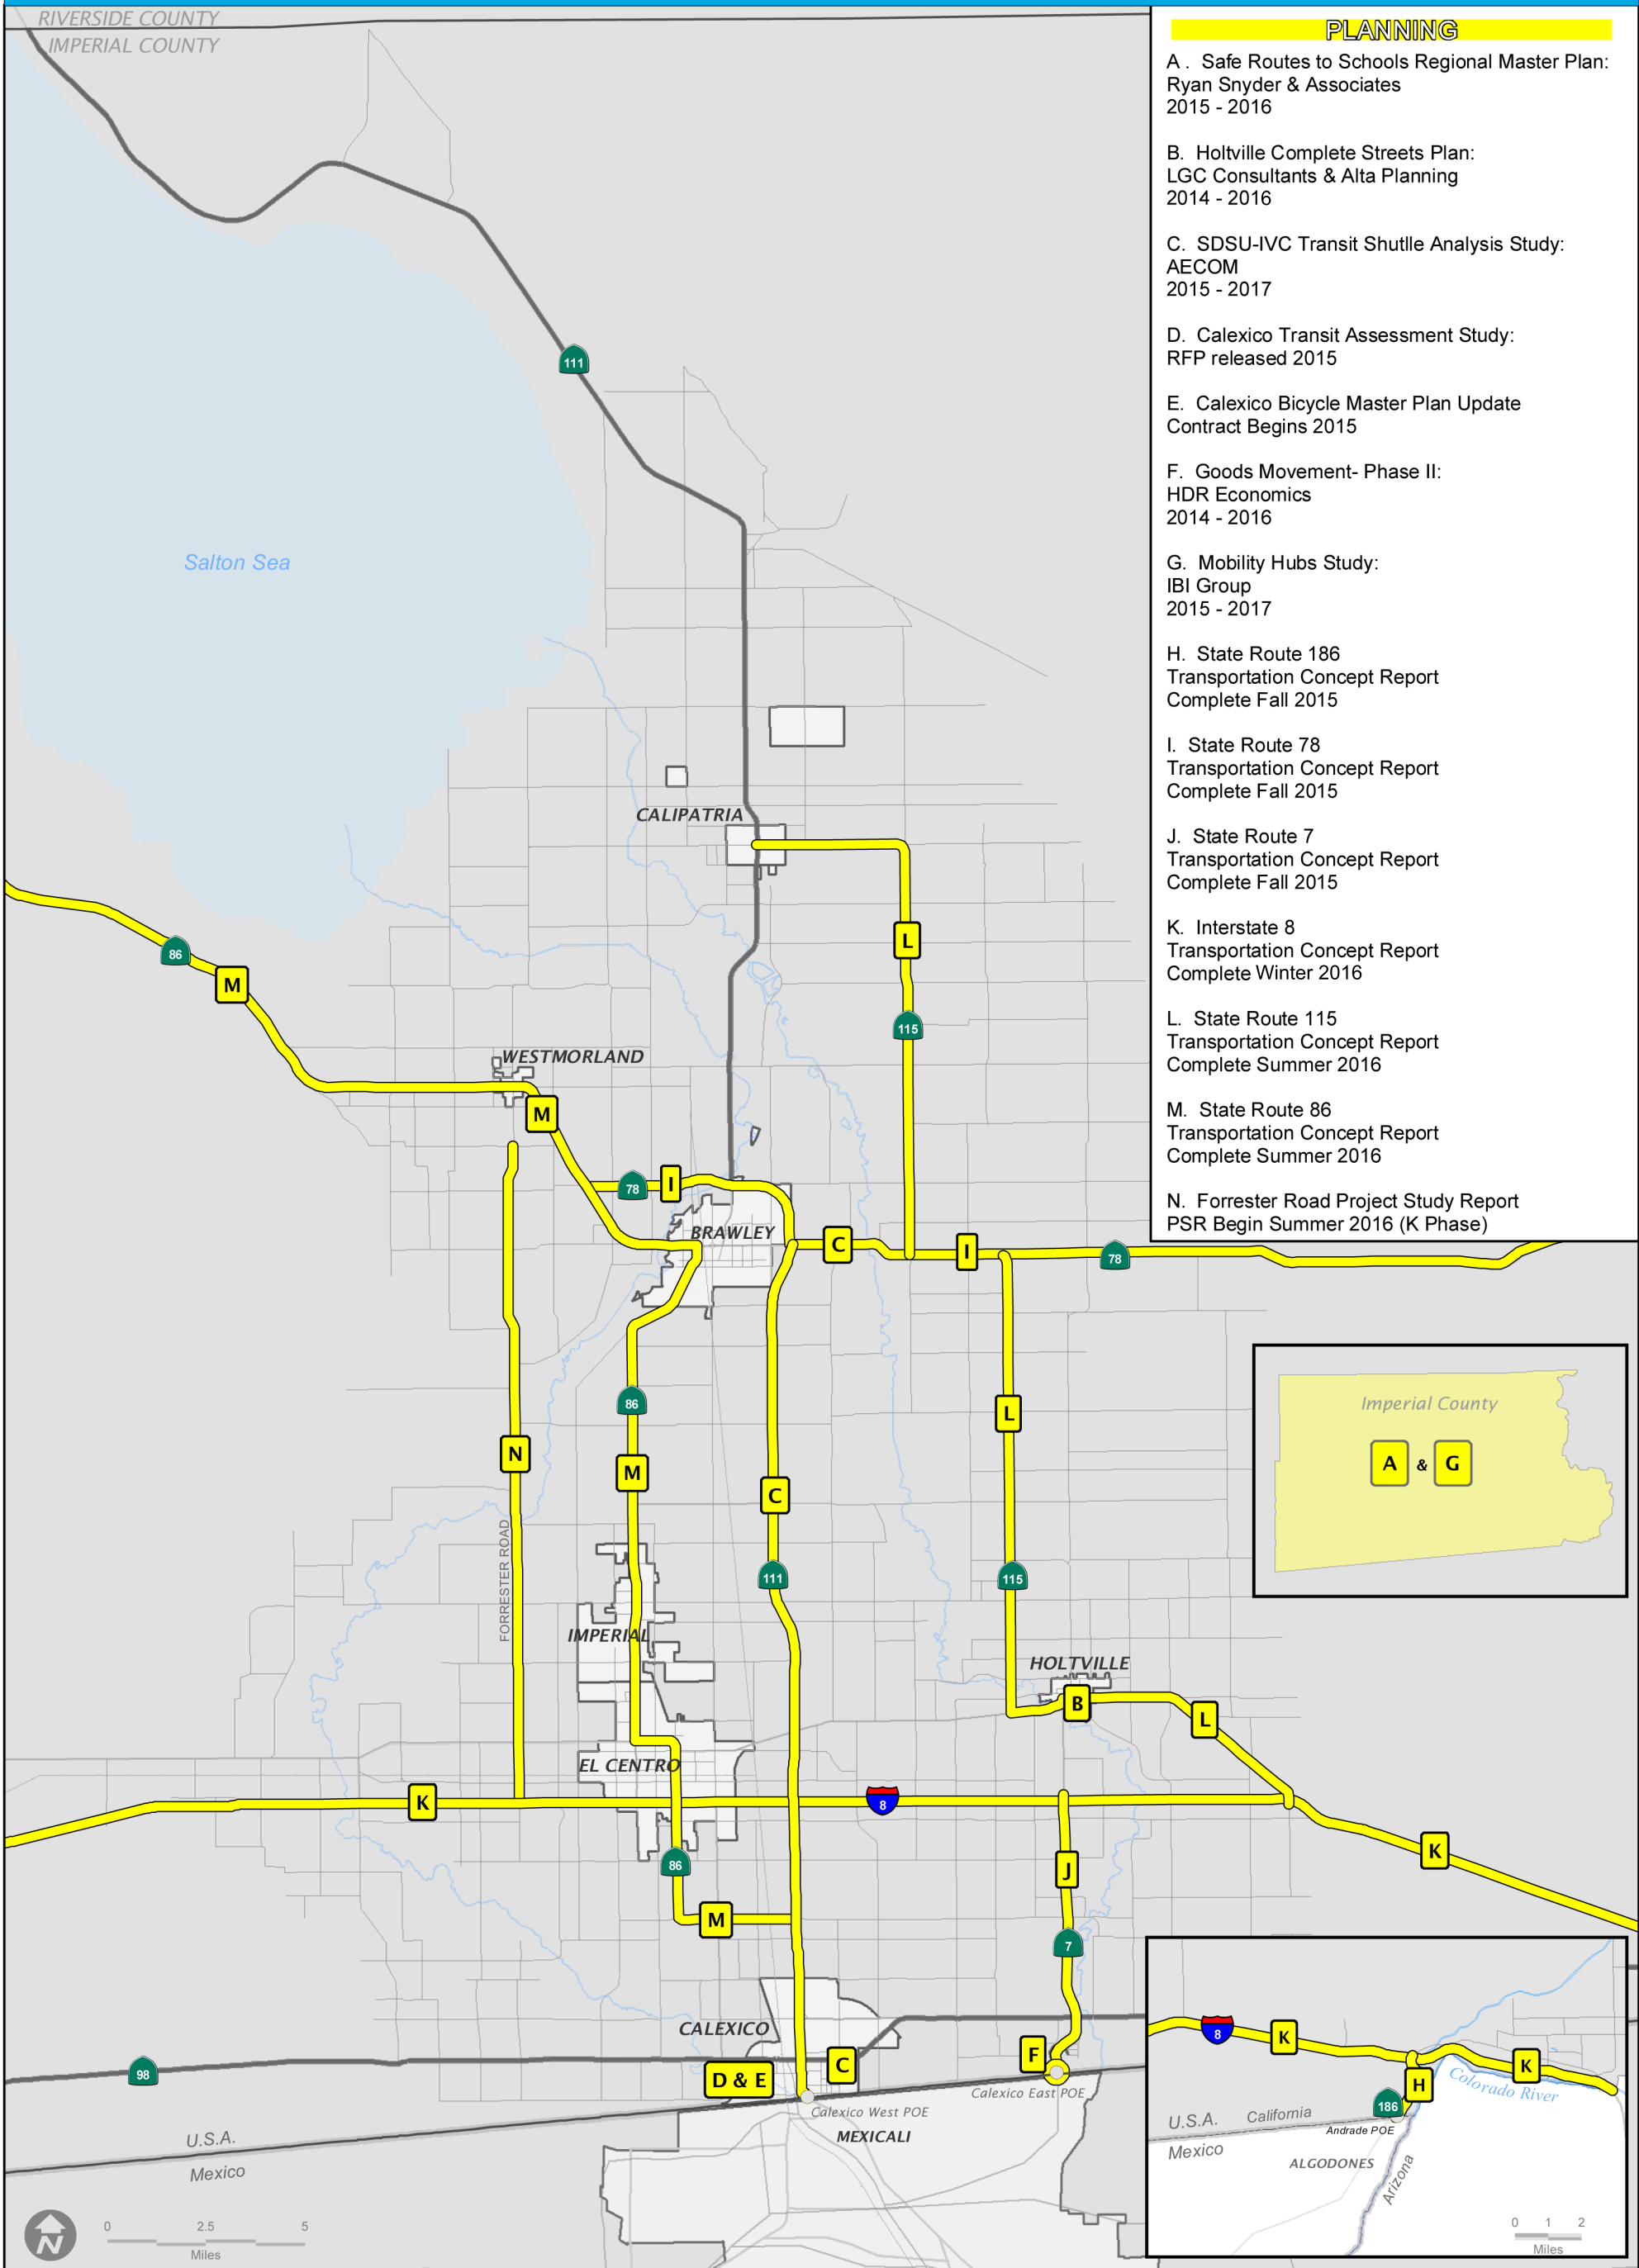 RIVERSIDE COUNTY
IMPERIAL COUNTY
PLANNING
A . Safe Routes to Schools Regional Master Plan:
Ryan Snyder & Associates
2015 - 2016
B. Holtville Complete Streets Plan:
LGC Consultants & Alta Planning
2014 - 2016
C. SDSU-IVC Transit Shutlle Analysis Study:
AECOM
2015 - 2017
D. Calexico Transit Assessment Study:
RFP released 2015
E. Calexico Bicycle Master Plan Update
Contract Begins 2015
F. Goods Movement- Phase II:
HDR Economics
2014 - 2016
G. Mobility Hubs Study:
IBI Group
2015 - 2017
H. State Route 186
Transportation Concept Report
Complete Fall 2015
I. State Route 78
Transportation Concept Report
Complete Fall 2015
J. State Route 7
Transportation Concept Report
Complete Fall 2015
K. Interstate 8
Transportation Concept Report
Complete Winter 2016
L. State Route 115
Transportation Concept Report
Complete Summer 2016
M. State Route 86
Transportation Concept Report
Complete Summer 2016
N. Forrester Road Project Study Report
PSR Begin Summer 2016 (K Phase)
111
Salton Sea
CALIPATRIA
L
86
M
115
WESTMORLAND
M
78
I
BRAWLEY
C
I
78
86
L
Imperial County
A & G
N
M
C
FORRESTER ROAD
111
115
IMPERIAL
HOLTVILLE
B
L
EL CENTRO
K
8
K
86
J
M
7
CALEXICO
F
C
98
D & E
Calexico East POE
Calexico West POE
MEXICALI
U.S.A.
Mexico
8
K
K
H
Colorado River
186
U.S.A.
California
Andrade POE
Mexico
ALGODONES
Arizona
0 1 2
Miles
N
0 2.5 5
Miles